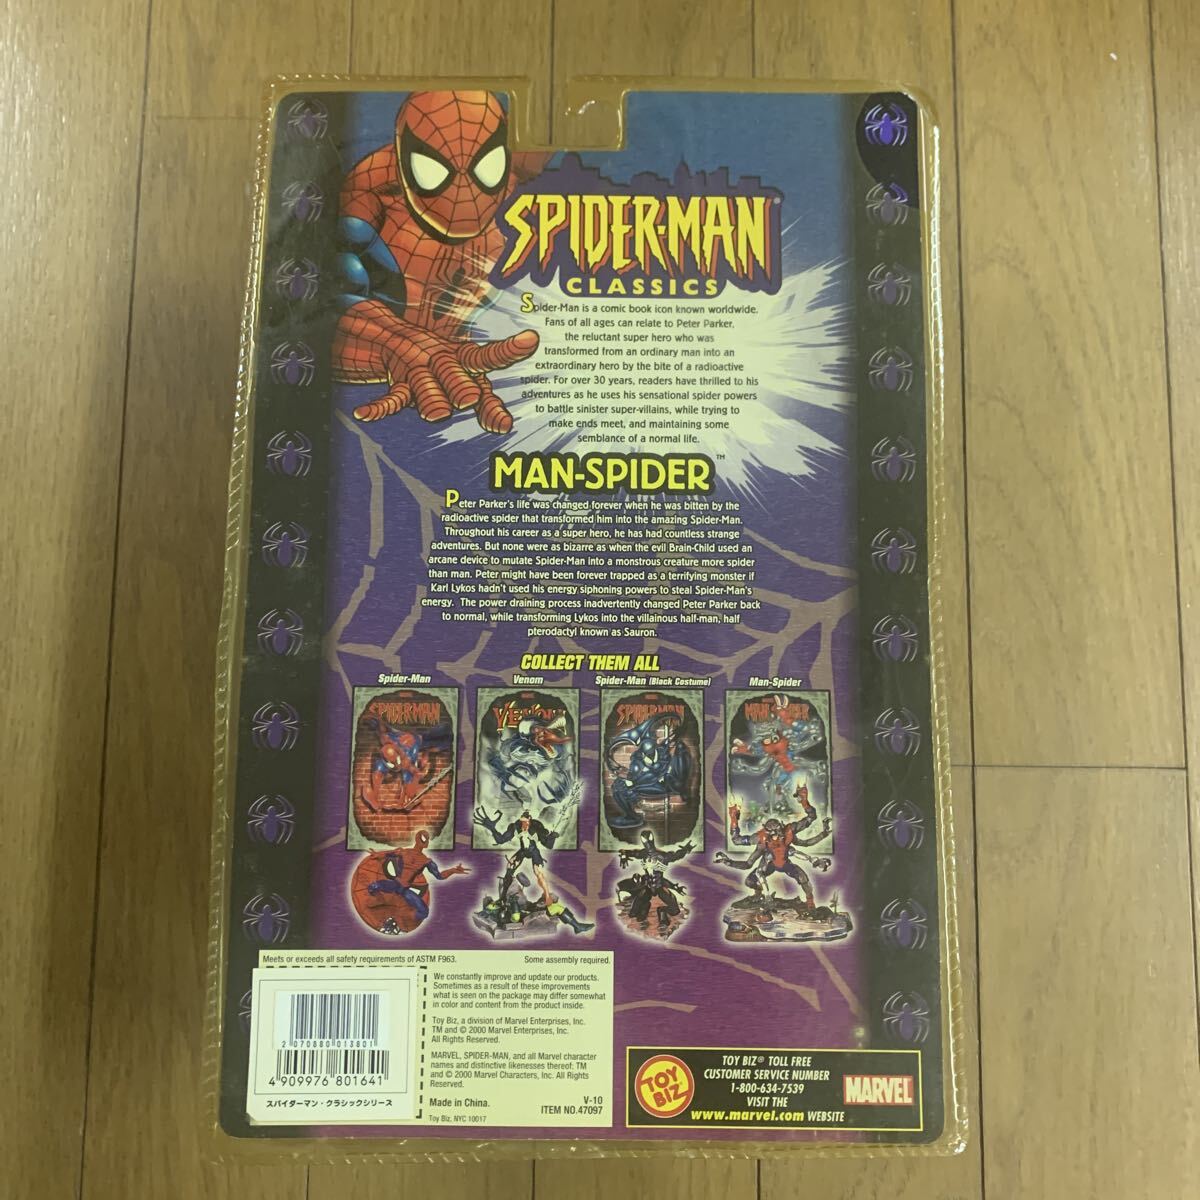 SPIDER-MAN®
CLASSICS
Spider-Man is a comic book icon known worldwide.
Fans of all ages can relate to Peter Parker,
the reluctant super hero who was
transformed from an ordinary man into an
extraordinary hero by the bite of a radioactive
spider. For over 30 years, readers have thrilled to his
adventures as he uses his sensational spider powers
to battle sinister super-villains, while trying to
make ends meet, and maintaining some
semblance of a normal life.
MAN-SPIDER™
Peter Parker's life was changed forever when he was bitten by the
radioactive spider that transformed him into the amazing Spider-Man.
Throughout his career as a super hero, he has had countless strange
adventures. But none were as bizarre as when the evil Brain-Child used an
arcane device to mutate Spider-Man into a monstrous creature more spider
than man. Peter might have been forever trapped as a terrifying monster if
Karl Lykos hadn't used his energy siphoning powers to steal Spider-Man's
energy. The power draining process inadvertently changed Peter Parker back
to normal, while transforming Lykos into the villainous half-man, half
pterodactyl known as Sauron.
COLLECT THEM ALL
Spider-Man Venom Spider-Man (Black Costume) Man-Spider
SPIDER-MAN VENOM SPIDER-MAN MAN-SPIDER
Meets or exceeds all safety requirements of ASTM F963. Some assembly required.
We constantly improve and update our products.
Sometimes as a result of these improvements
what is seen on the package may differ somewhat
in color and content from the product inside.
Toy Biz, a division of Marvel Enterprises, Inc.
TM and © 2000 Marvel Enterprises, Inc.
All Rights Reserved.
MARVEL, SPIDER-MAN, and all Marvel character
names and distinctive likenesses thereof: TM
and © 2000 Marvel Characters, Inc. All Rights
Reserved.
Made in China.
V-10
Toy Biz, NYC 10017
ITEM NO.47097
2 070880 013801
4 909976 801641
スパイダーマン・クラシックシリーズ
TOY BIZ
TOY BIZ® TOLL FREE
CUSTOMER SERVICE NUMBER
1-800-634-7539
VISIT THE
www.marvel.com WEBSITE
MARVEL